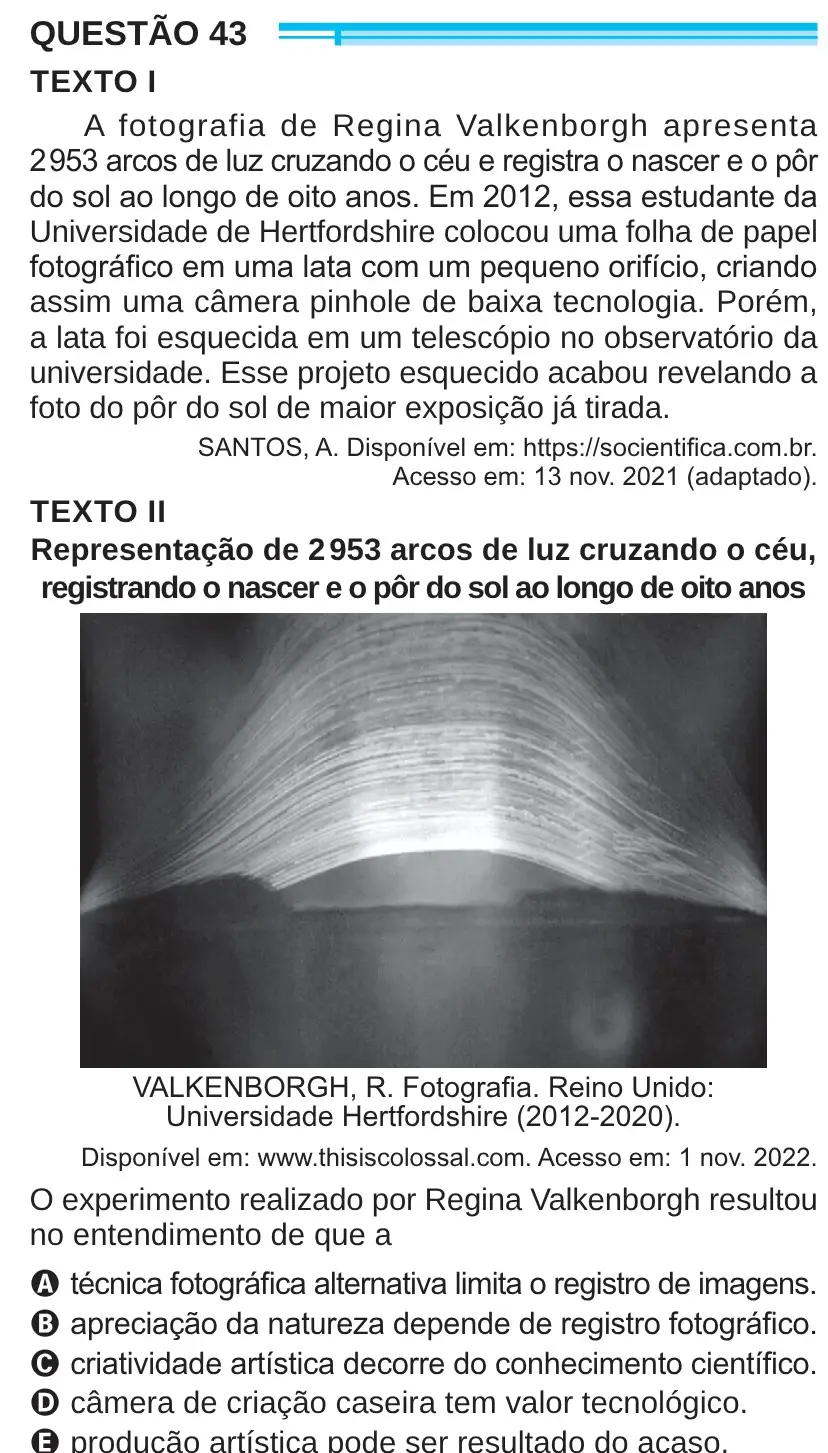 QUESTÃO 43
TEXTO I
A fotografia de Regina Valkenborgh apresenta
2 953 arcos de luz cruzando o céu e registra o nascer e o pôr
do sol ao longo de oito anos. Em 2012, essa estudante da
Universidade de Hertfordshire colocou uma folha de papel
fotográfico em uma lata com um pequeno orifício, criando
assim uma câmera pinhole de baixa tecnologia. Porém,
a lata foi esquecida em um telescópio no observatório da
universidade. Esse projeto esquecido acabou revelando a
foto do pôr do sol de maior exposição já tirada.
SANTOS, A. Disponível em: https://socientifica.com.br.
Acesso em: 13 nov. 2021 (adaptado).
TEXTO II
Representação de 2 953 arcos de luz cruzando o céu,
registrando o nascer e o pôr do sol ao longo de oito anos
VALKENBORGH, R. Fotografia. Reino Unido:
Universidade Hertfordshire (2012-2020).
Disponível em: www.thisiscolossal.com. Acesso em: 1 nov. 2022.
O experimento realizado por Regina Valkenborgh resultou
no entendimento de que a
A técnica fotográfica alternativa limita o registro de imagens.
B apreciação da natureza depende de registro fotográfico.
C criatividade artística decorre do conhecimento científico.
D câmera de criação caseira tem valor tecnológico.
E produção artística pode ser resultado do acaso.